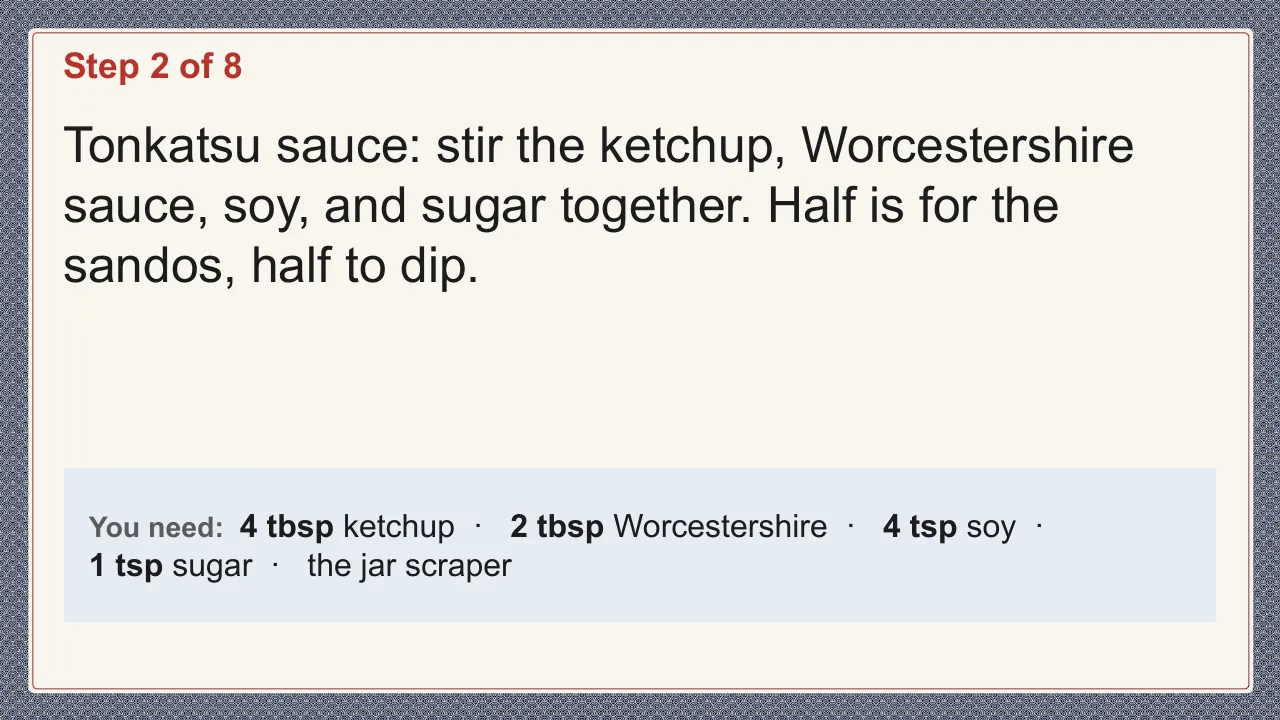 Step 2 of 8
Tonkatsu sauce: stir the ketchup, Worcestershire
sauce, soy, and sugar together. Half is for the
sandos, half to dip.
You need: 4 tbsp ketchup · 2 tbsp Worcestershire · 4 tsp soy ·
1 tsp sugar · the jar scraper